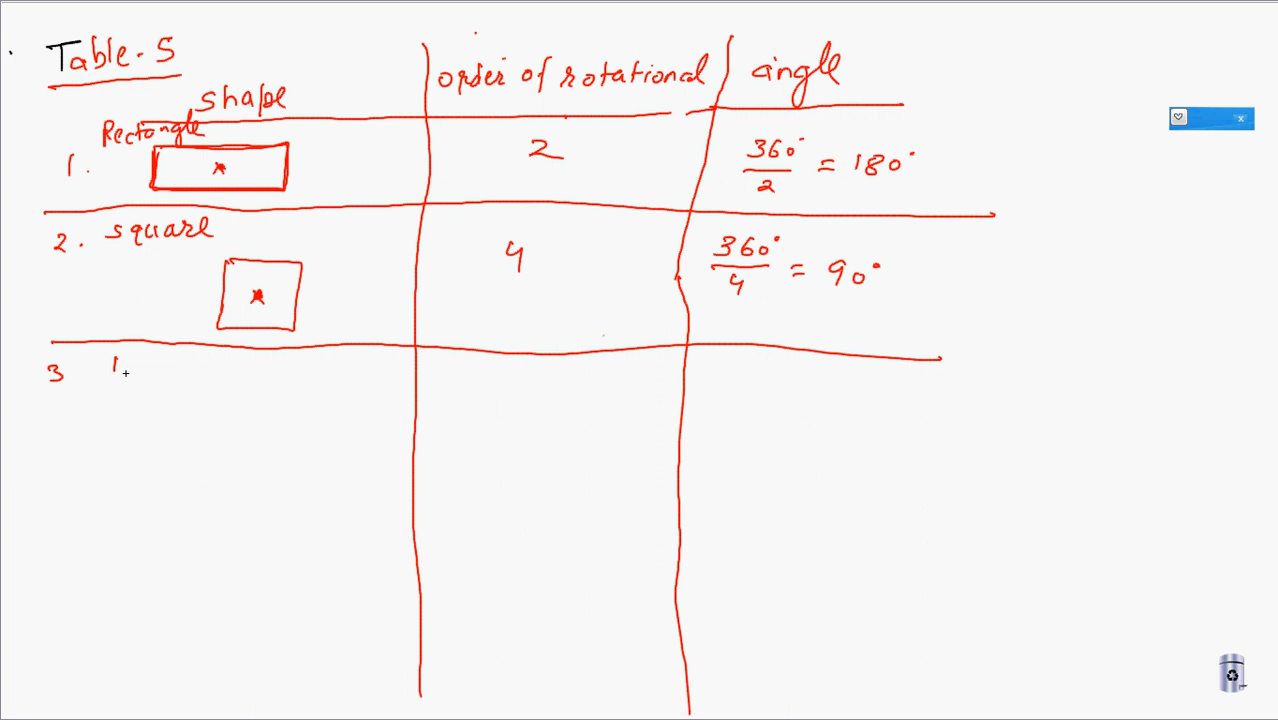 Table-5
shape order of rotational angle
1. Rectangle 2 360°/2 = 180°
2. square 4 360°/4 = 90°
3